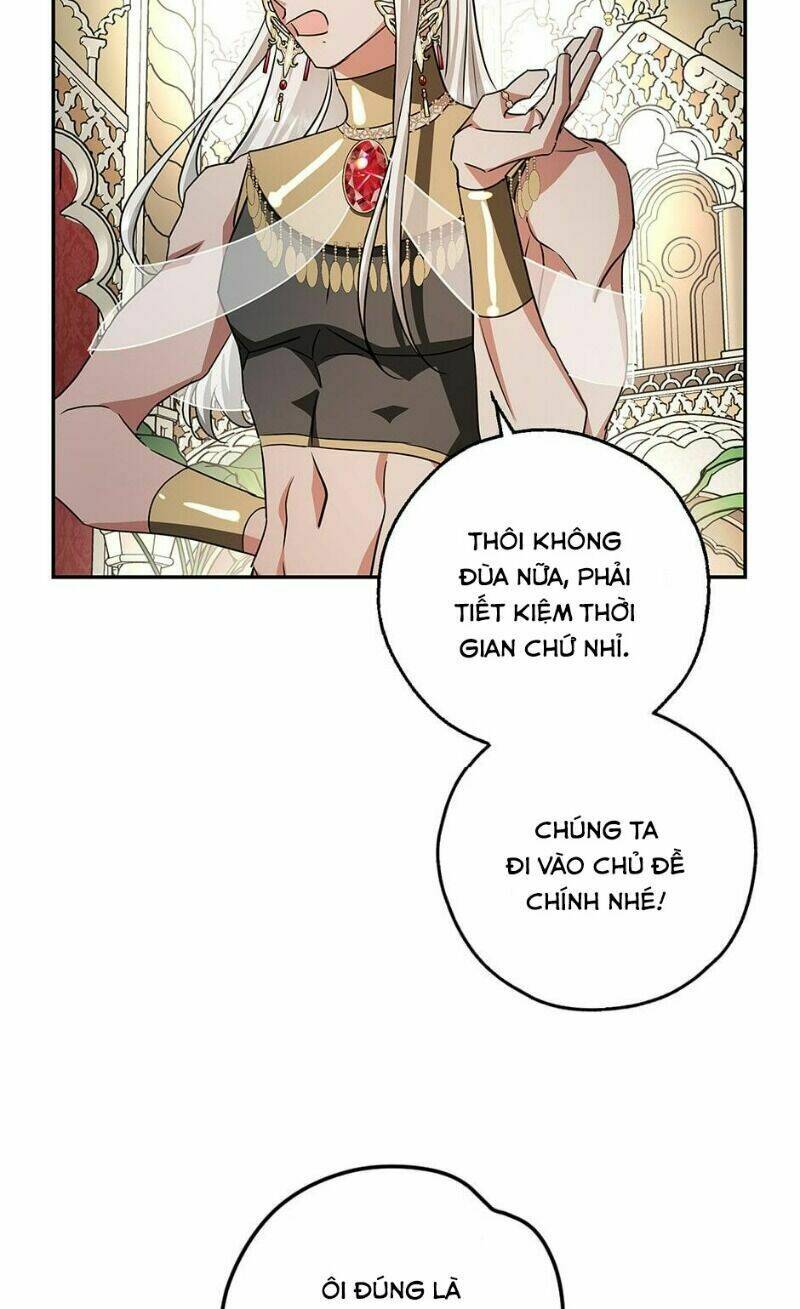 THÔI KHÔNG
ĐÙA NỮA, PHẢI
TIẾT KIỆM THỜI
GIAN CHỨ NHỈ.
CHÚNG TA
ĐI VÀO CHỦ ĐỀ
CHÍNH NHÉ!
ÔI ĐÚNG LÀ